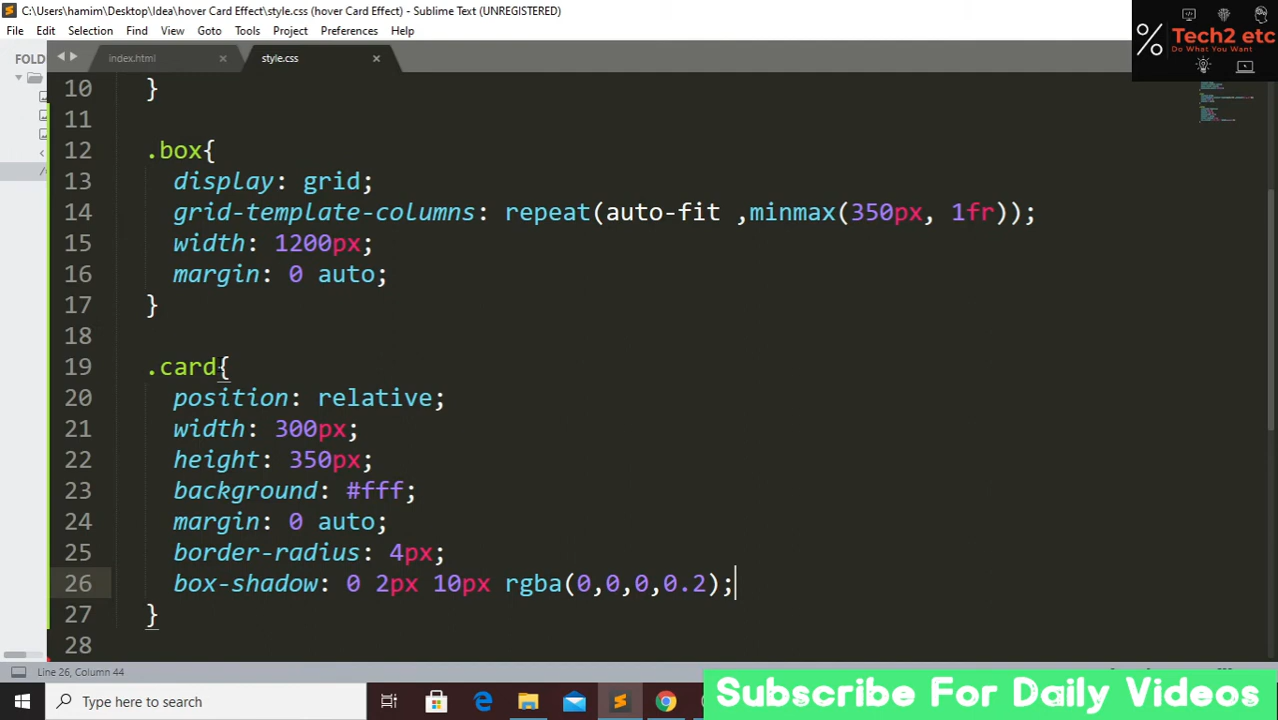 C:\Users\hamim\Desktop\Idea\hover Card Effect\style.css (hover Card Effect) - Sublime Text (UNREGISTERED)
File Edit Selection Find View Goto Tools Project Preferences Help
Tech2 etc
Do What You Want
FOLD
index.html style.css
10 }
11
12 .box{
13 display: grid;
14 grid-template-columns: repeat(auto-fit ,minmax(350px, 1fr));
15 width: 1200px;
16 margin: 0 auto;
17 }
18
19 .card{
20 position: relative;
21 width: 300px;
22 height: 350px;
23 background: #fff;
24 margin: 0 auto;
25 border-radius: 4px;
26 box-shadow: 0 2px 10px rgba(0,0,0,0.2);
27 }
28
Line 26, Column 44
Type here to search
Subscribe For Daily Videos